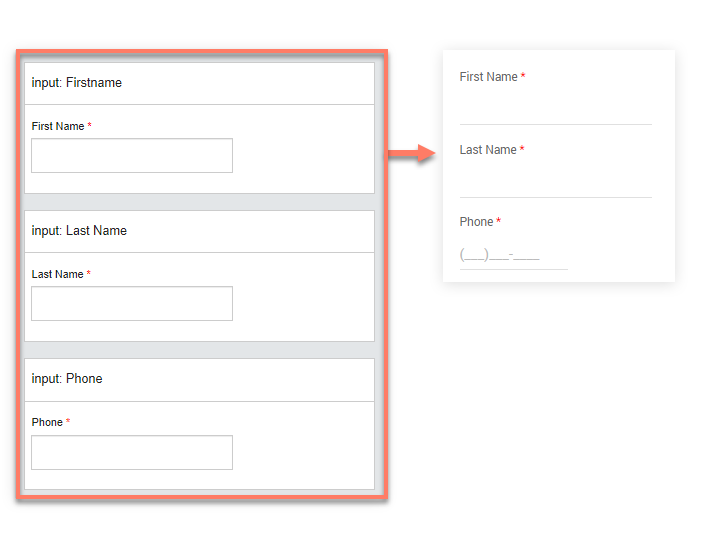 input: Firstname
First Name *
input: Last Name
Last Name *
input: Phone
Phone *
First Name *
Last Name *
Phone *
(___)___-____